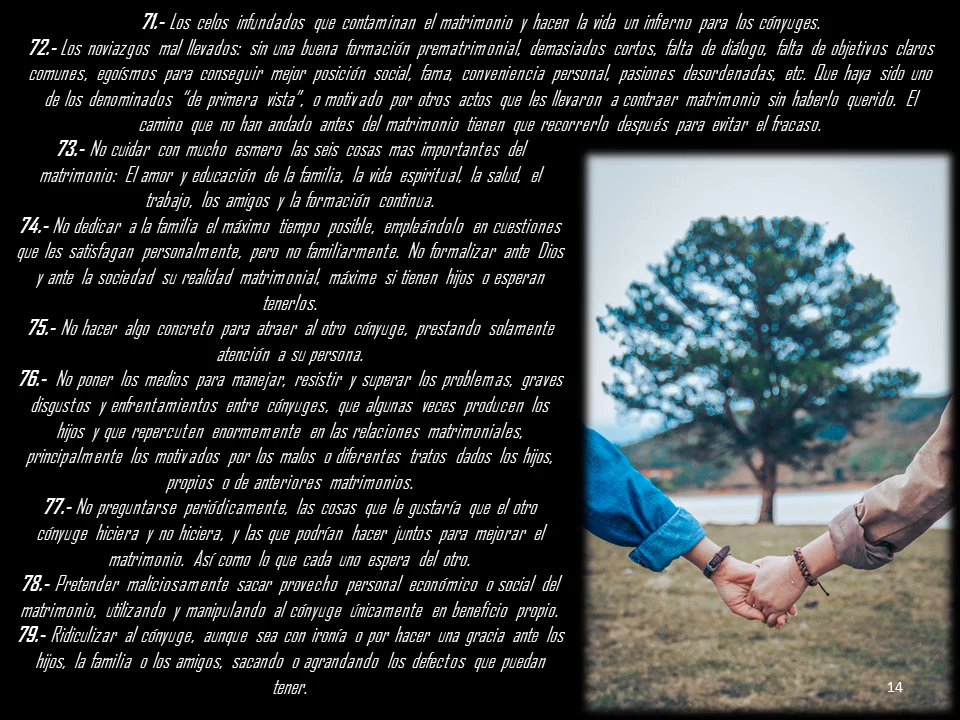 71.- Los celos infundados que contaminan el matrimonio y hacen la vida un infierno para los cónyuges.
72.- Los noviazgos mal llevados: sin una buena formación prematrimonial, demasiados cortos, falta de diálogo, falta de objetivos claros
comunes, egoísmos para conseguir mejor posición social, fama, conveniencia personal, pasiones desordenadas, etc. Que haya sido uno
de los denominados “de primera vista”, o motivado por otros actos que les llevaron a contraer matrimonio sin haberlo querido. El
camino que no han andado antes del matrimonio tienen que recorrerlo después para evitar el fracaso.
73.- No cuidar con mucho esmero las seis cosas mas importantes del
matrimonio: El amor y educación de la familia, la vida espiritual, la salud, el
trabajo, los amigos y la formación continua.
74.- No dedicar a la familia el máximo tiempo posible, empleándolo en cuestiones
que les satisfagan personalmente, pero no familiarmente. No formalizar ante Dios
y ante la sociedad su realidad matrimonial, máxime si tienen hijos o esperan
tenerlos.
75.- No hacer algo concreto para atraer al otro cónyuge, prestando solamente
atención a su persona.
76.- No poner los medios para manejar, resistir y superar los problemas, graves
disgustos y enfrentamientos entre cónyuges, que algunas veces producen los
hijos y que repercuten enormemente en las relaciones matrimoniales,
principalmente los motivados por los malos o diferentes tratos dados los hijos,
propios o de anteriores matrimonios.
77.- No preguntarse periódicamente, las cosas que le gustaría que el otro
cónyuge hiciera y no hiciera, y las que podrían hacer juntos para mejorar el
matrimonio. Así como lo que cada uno espera del otro.
78.- Pretender maliciosamente sacar provecho personal económico o social del
matrimonio, utilizando y manipulando al cónyuge únicamente en beneficio propio.
79.- Ridiculizar al cónyuge, aunque sea con ironía o por hacer una gracia ante los
hijos, la familia o los amigos, sacando o agrandando los defectos que puedan
tener.
14